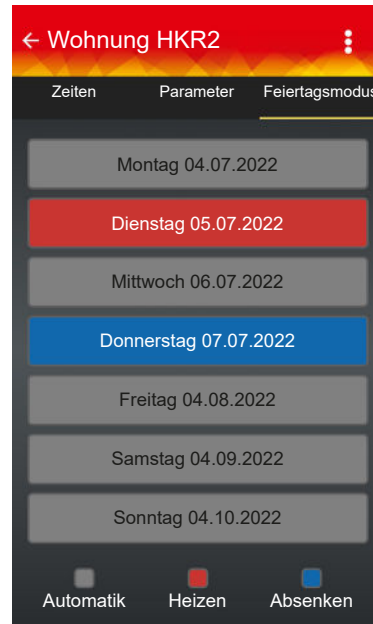 ← Wohnung HKR2
Zeiten Parameter Feiertagsmodus
Montag 04.07.2022
Dienstag 05.07.2022
Mittwoch 06.07.2022
Donnerstag 07.07.2022
Freitag 04.08.2022
Samstag 04.09.2022
Sonntag 04.10.2022
Automatik Heizen Absenken